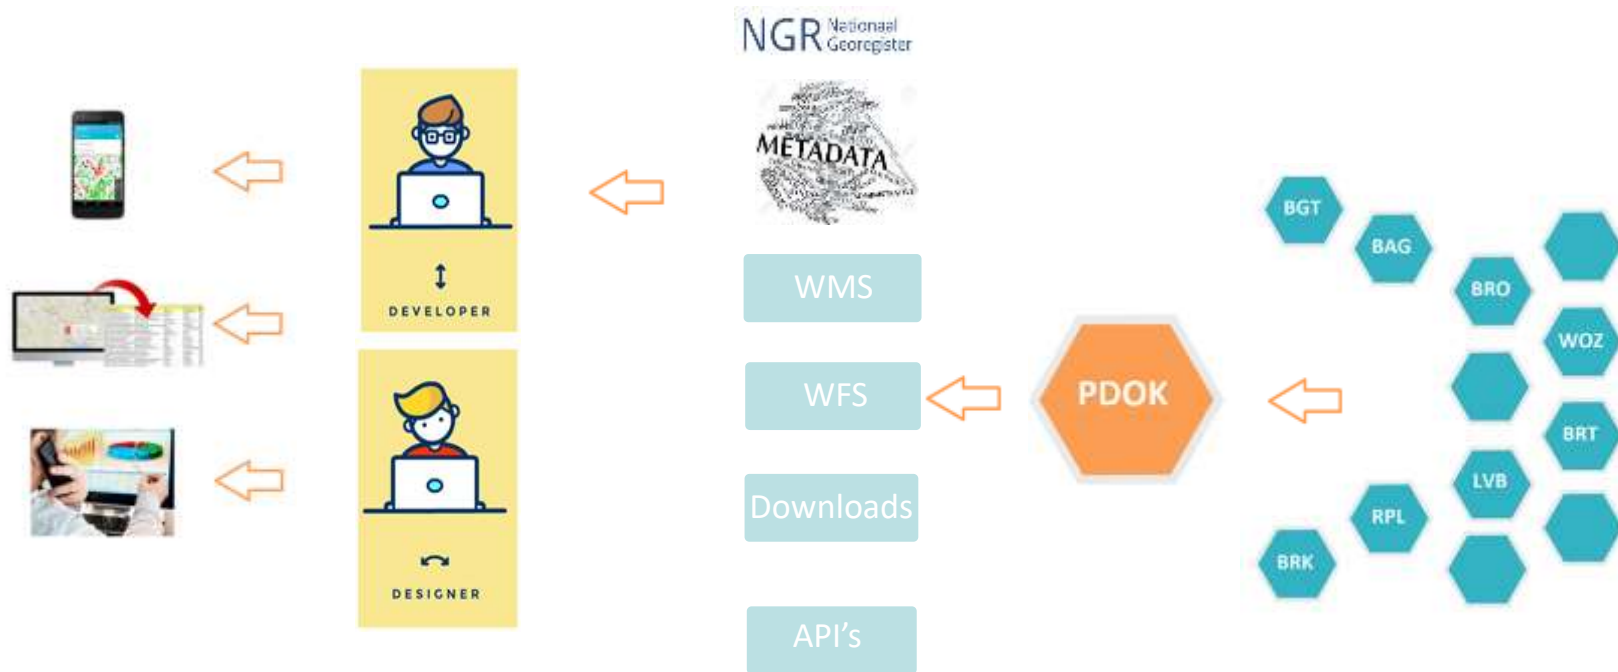 NGR Nationaal
Georegister
METADATA
WMS
WFS
Downloads
API's
DEVELOPER
DESIGNER
PDOK
BGT
BAG
BRO
WOZ
BRT
LVB
RPL
BRK